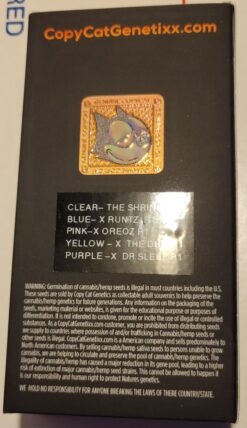 RED
CopyCatGenetixx.com
CLEAR- THE SHRI
BLUE- X RUNTZ
PINK-X OREOZ
YELLOW - X THE
PURPLE -X DR.SLE
WARNING: Germination of cannabis/hemp seeds is illegal in most countries including the U.S.
These seeds are sold by Copy Cat Genetics as collectable adult souvenirs to help preserve the
cannabis/hemp genetics for future generations. Any information on the packaging of the
seeds, marketing material or websites, is given for the educational purpose or purposes of
differentiation. It is not intended to condone, promote or incite the use of illegal or controlled
substances. As a CopyCatGenetixx.com customer, you are prohibited from distributing seeds
we supply to countries where possession of and/or trafficking in Cannabis/hemp seeds or
other seeds is illegal. CopyCatGenetixx.com is a American company and sells predominately to
North American customers. By selling cannabis/hemp seeds to persons unable to grow
cannabis, we are helping to circulate and preserve the pool of cannabis/hemp genetics. The
illegality of cannabis/hemp has caused a major reduction in its gene pool, leading to a higher
risk of extinction of major cannabis/hemp strains. This cannot be allowed to happen it
is our responsibility and human right to protect Natures genetics.
WE HOLD NO RESPONSIBILITY FOR ANYONE BREAKING THE LAWS OF THERE COUNTRY/STATE.